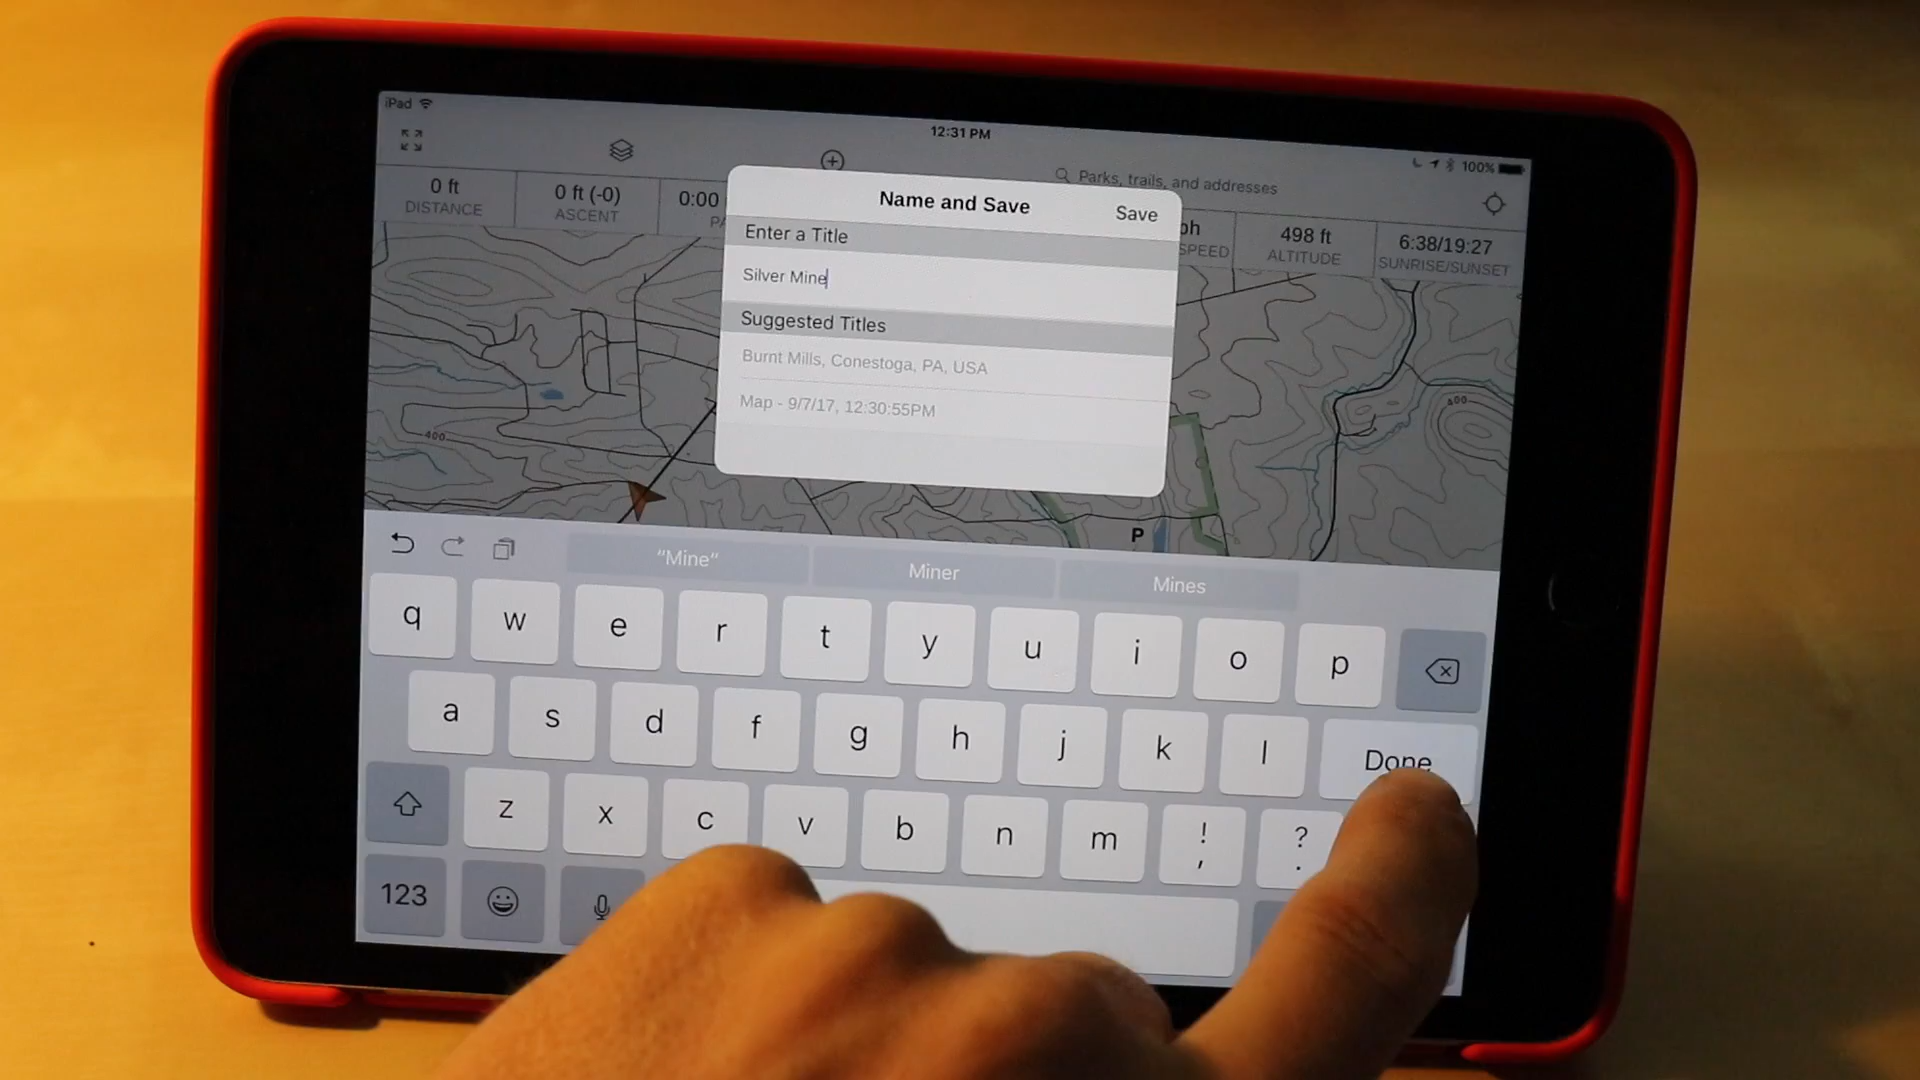 iPad
12:31 PM
100%
Parks, trails, and addresses
0 ft
DISTANCE
0 ft (-0)
ASCENT
0:00
PA
ph
SPEED
498 ft
ALTITUDE
6:38/19:27
SUNRISE/SUNSET
Name and Save
Save
Enter a Title
Silver Mine
Suggested Titles
Burnt Mills, Conestoga, PA, USA
Map - 9/7/17, 12:30:55PM
400
400
P
“Mine“
Miner
Mines
q w e r t y u i o p
a s d f g h j k l Done
z x c v b n m ! , ? .
123